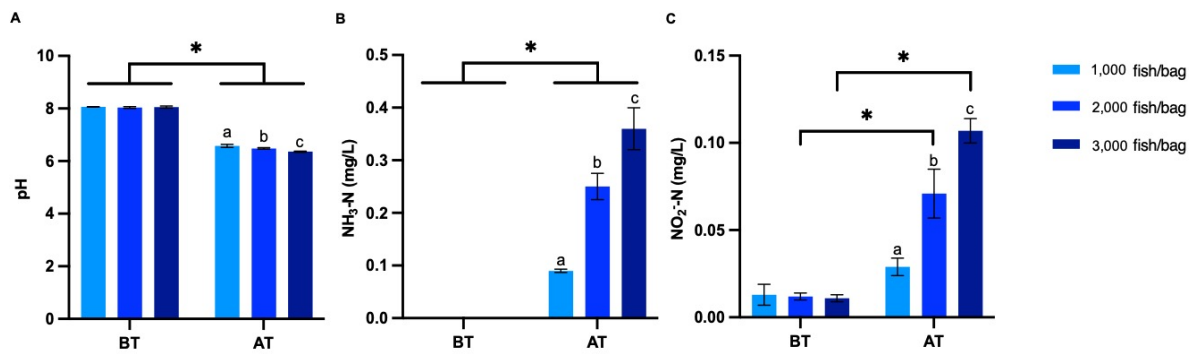 A
pH
10
8
6
4
2
0
*
a
b
c
BT
AT
B
NH₃-N (mg/L)
0.5
0.4
0.3
0.2
0.1
0.0
*
a
b
c
BT
AT
C
NO₂⁻-N (mg/L)
0.15
0.10
0.05
0.00
*
*
a
b
c
BT
AT
1,000 fish/bag
2,000 fish/bag
3,000 fish/bag